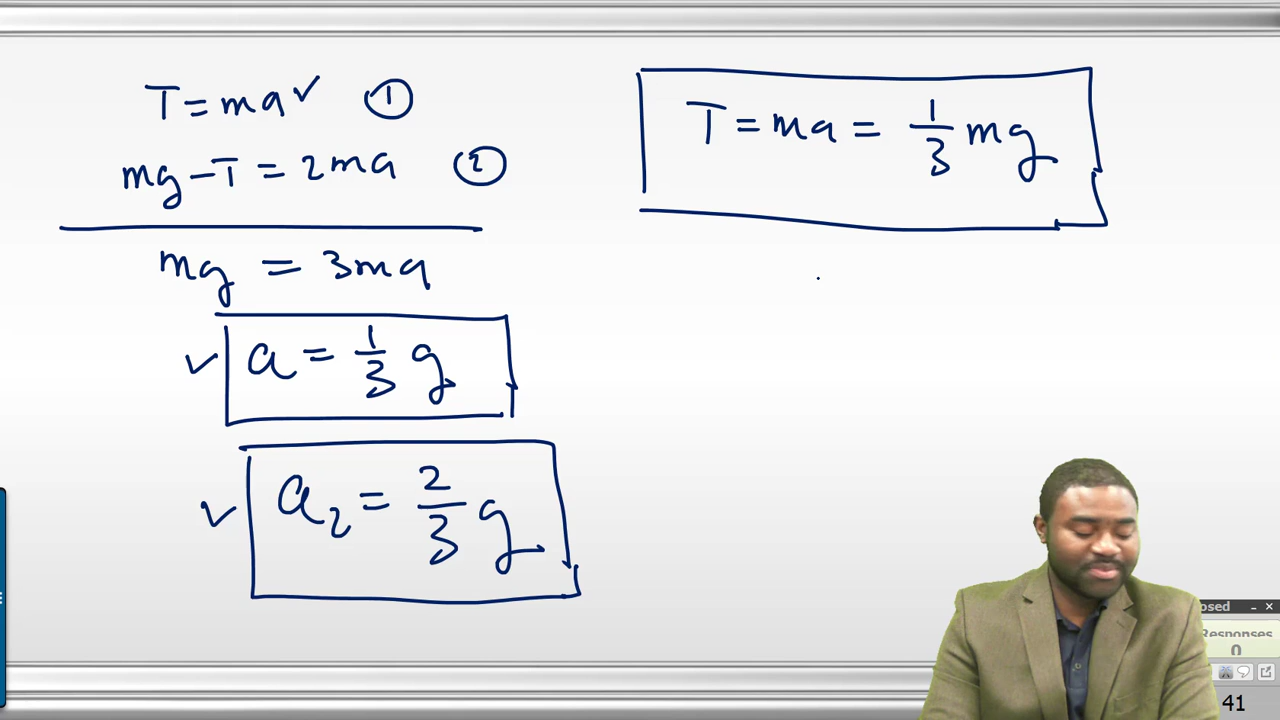 T = ma ✓ ①
mg - T = 2ma ②
mg = 3ma
✓ a = 1/3 g
✓ a₂ = 2/3 g
T = ma = 1/3 mg
osed
Responses
0
41